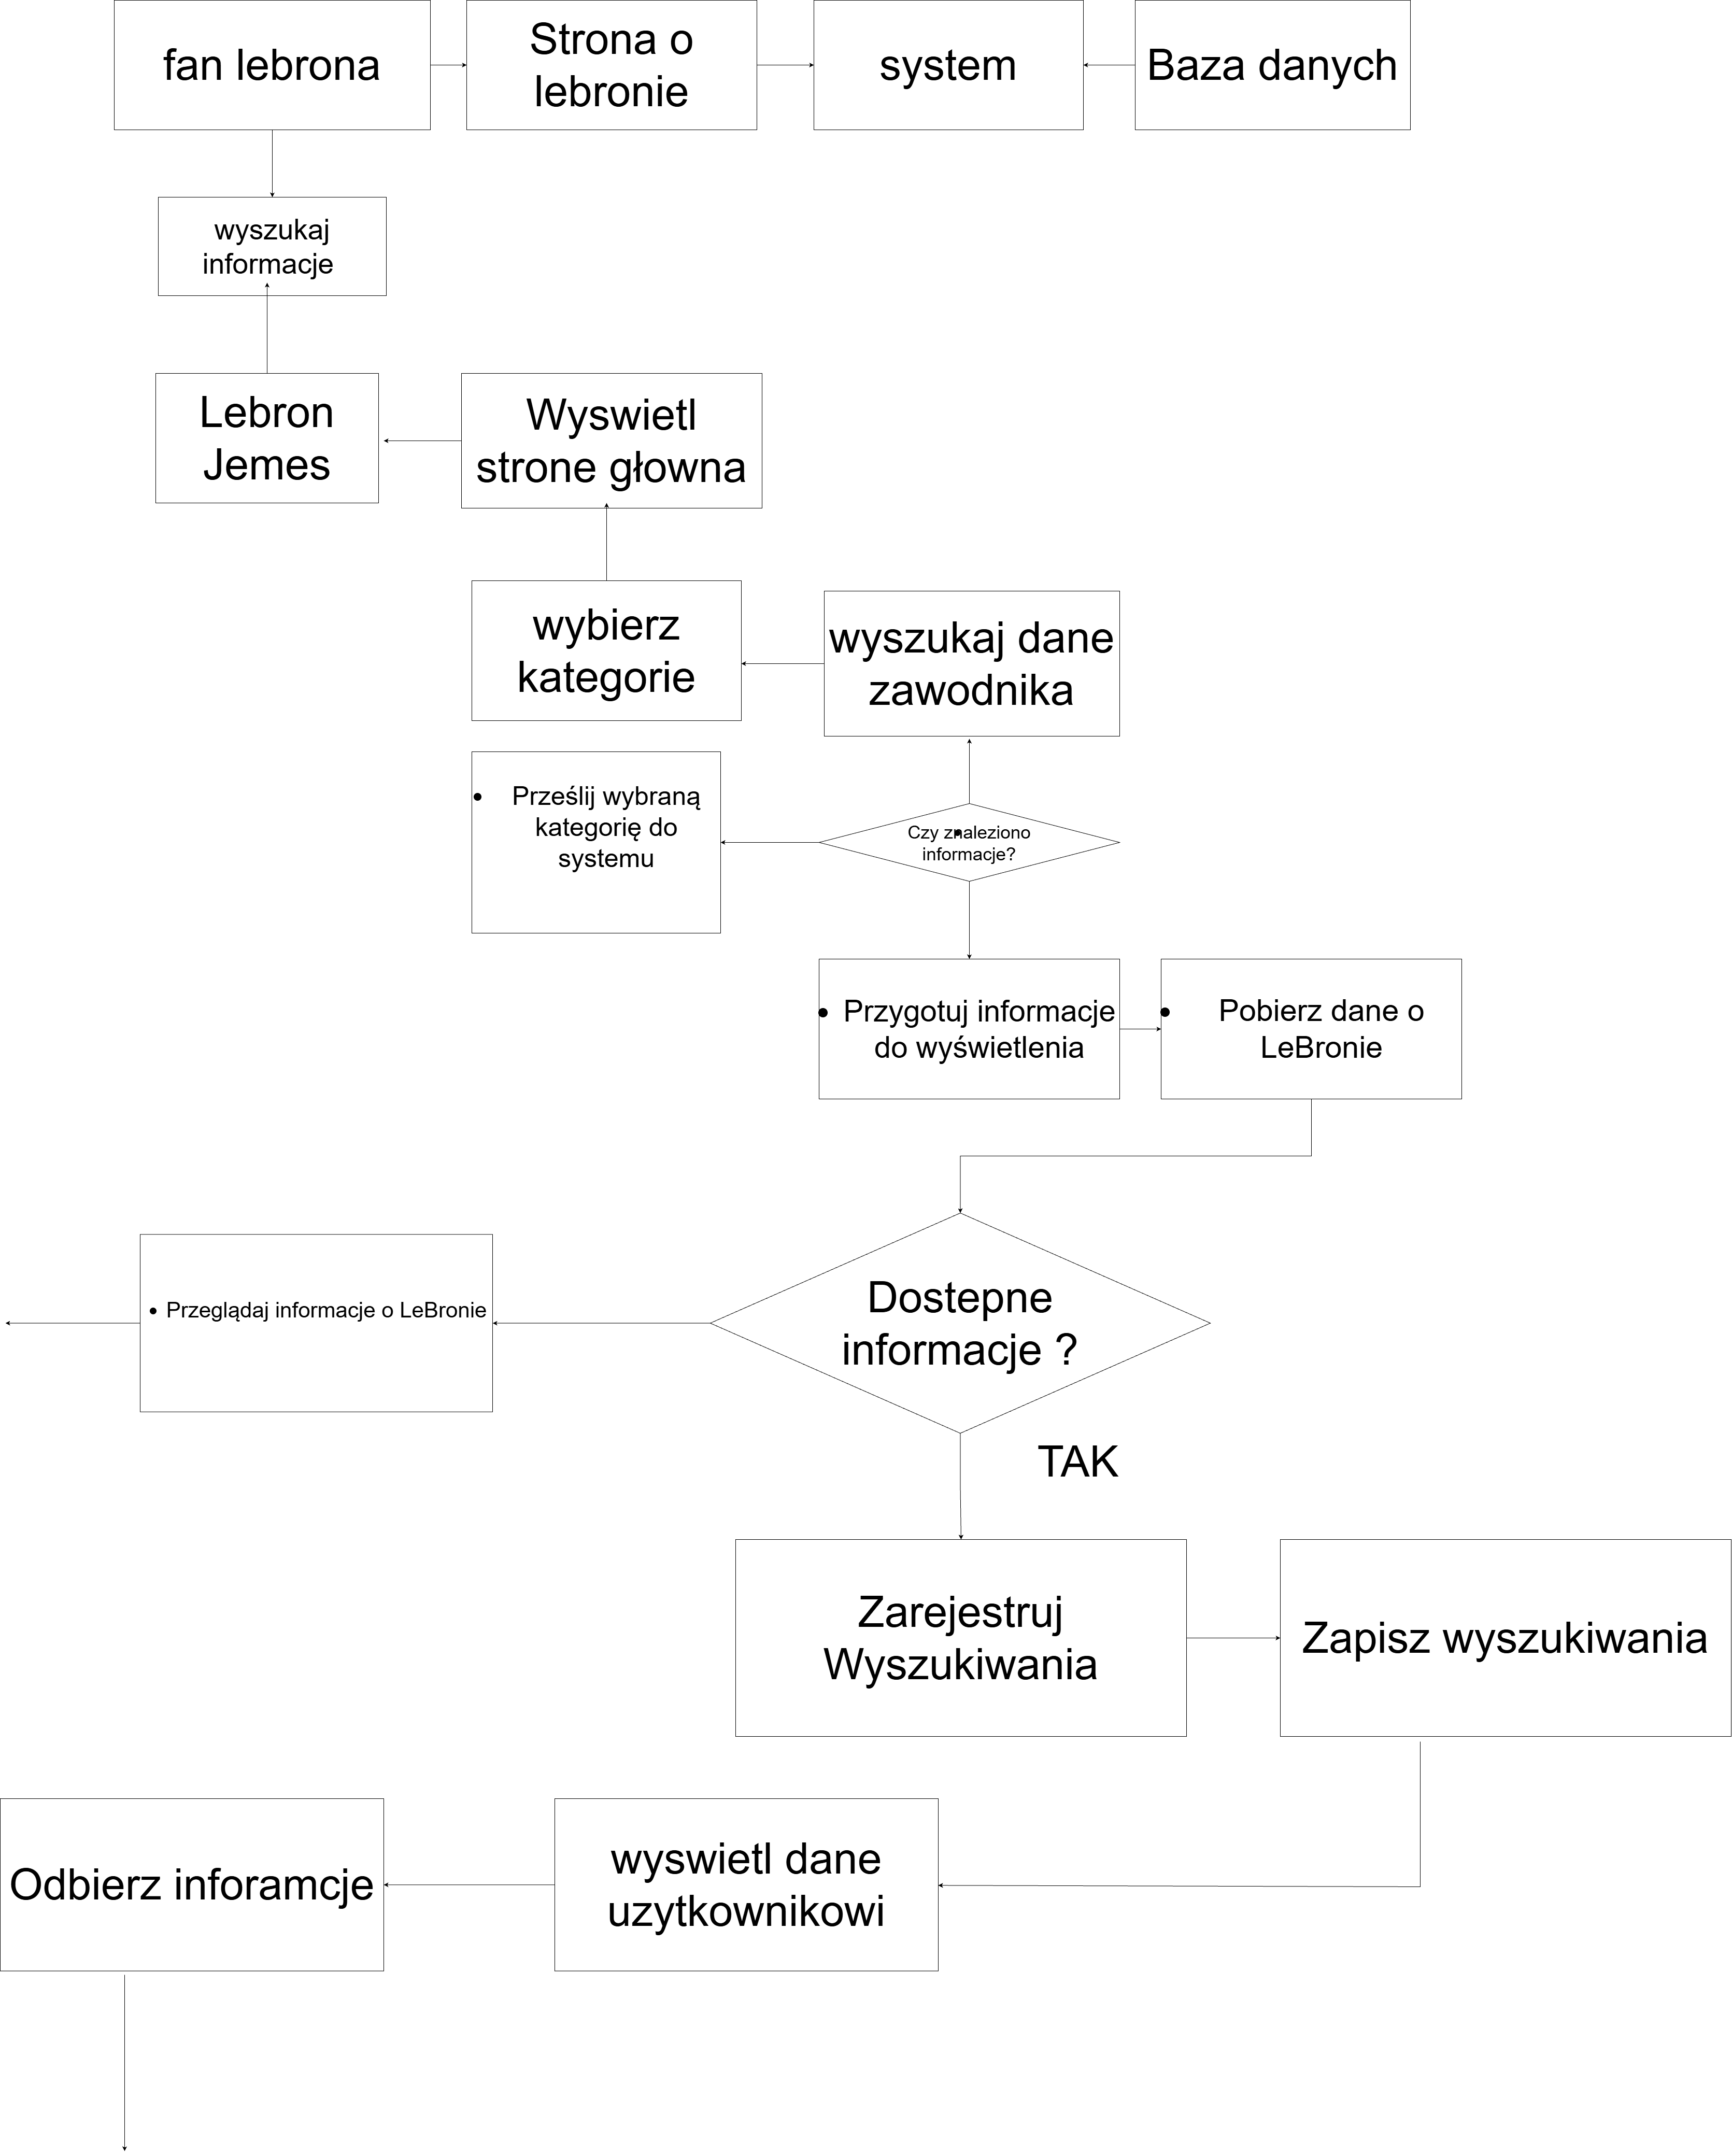 fan lebrona
Strona o
lebronie
system
Baza danych
wyszukaj
informacje
Lebron
Jemes
Wyswietl
strone głowna
wybierz
kategorie
wyszukaj dane
zawodnika
• Prześlij wybraną
kategorię do
systemu
Czy znaleziono
informacje?
• Przygotuj informacje
do wyświetlenia
• Pobierz dane o
LeBronie
• Przeglądaj informacje o LeBronie
Dostepne
informacje ?
TAK
Zarejestruj
Wyszukiwania
Zapisz wyszukiwania
Odbierz inforamcje
wyswietl dane
uzytkownikowi